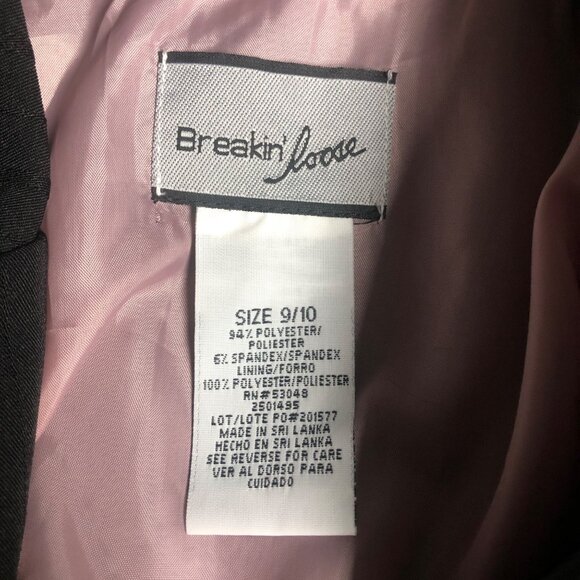 Breakin' loose
SIZE 9/10
94% POLYESTER/
POLIESTER
6% SPANDEX/SPANDEX
LINING/FORRO
100% POLYESTER/POLIESTER
RN#53048
2501495
LOT/LOTE PO#201577
MADE IN SRI LANKA
HECHO EN SRI LANKA
SEE REVERSE FOR CARE
VER AL DORSO PARA
CUIDADO